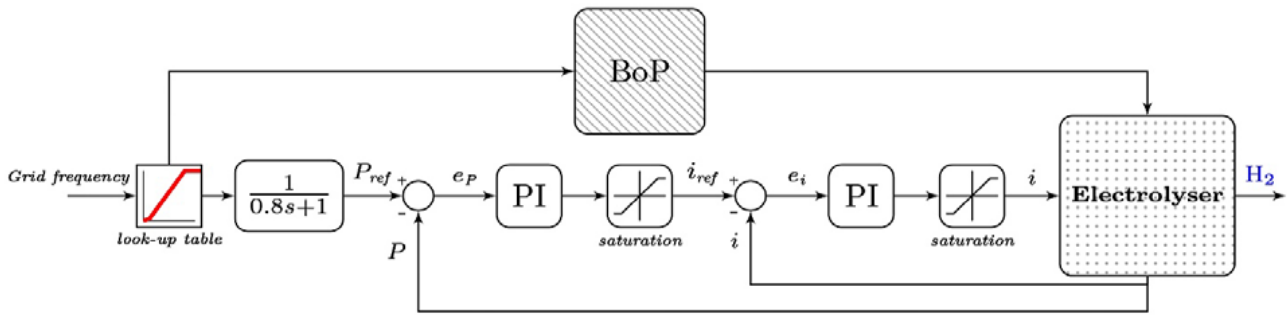 BoP
Grid frequency
look-up table
1
0.8s+1
P_ref
+
-
P
e_P
PI
saturation
i_ref
+
-
i
e_i
PI
saturation
i
Electrolyser
H₂